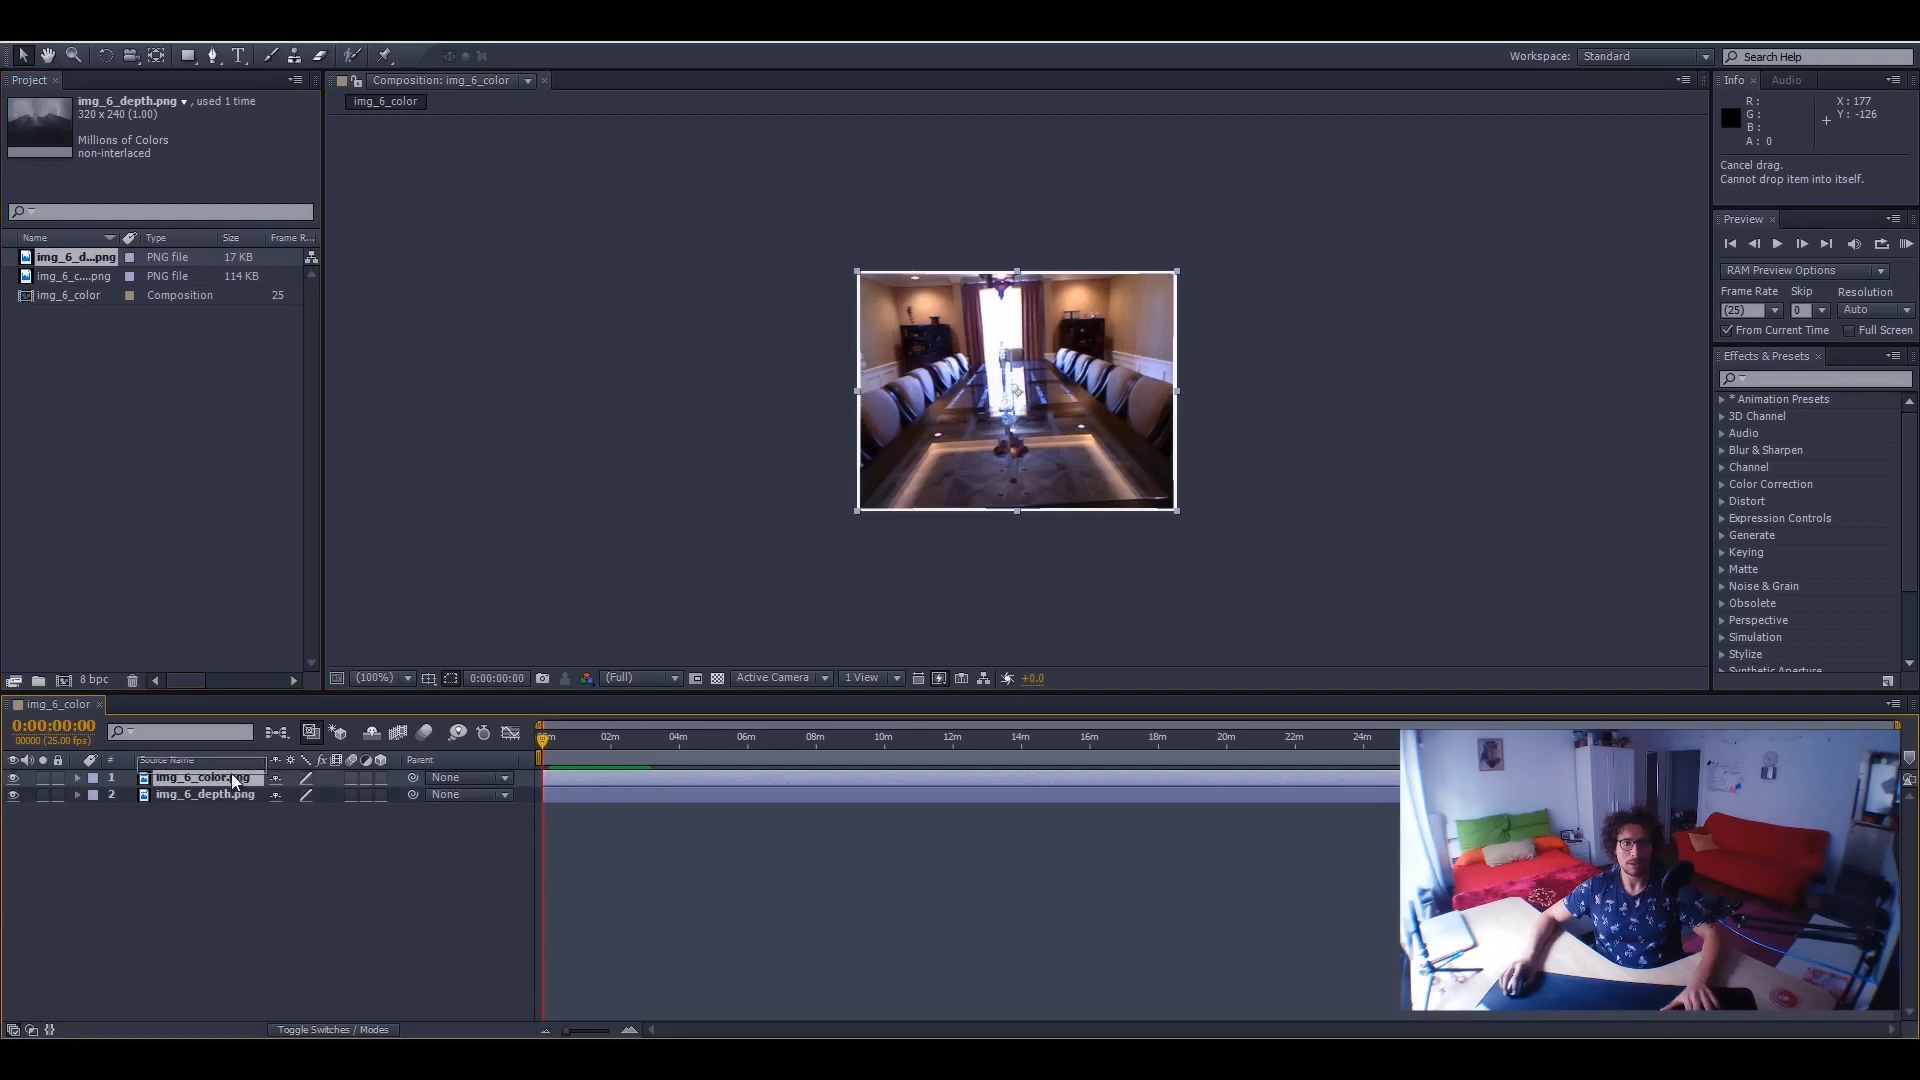 Workspace: Standard Search Help
Project
img_6_depth.png , used 1 time
320 x 240 (1.00)
Millions of Colors
non-interlaced
Name Type Size Frame R...
img_6_d...png PNG file 17 KB
img_6_c....png PNG file 114 KB
img_6_color Composition 25
8 bpc
Composition: img_6_color
img_6_color
(100%) 0:00:00:00 (Full) Active Camera 1 View +0.0
Info Audio
R : X : 177
G : Y : -126
B :
A : 0
Cancel drag.
Cannot drop item into itself.
Preview
RAM Preview Options
Frame Rate Skip Resolution
(25) 0 Auto
From Current Time Full Screen
Effects & Presets
* Animation Presets
3D Channel
Audio
Blur & Sharpen
Channel
Color Correction
Distort
Expression Controls
Generate
Keying
Matte
Noise & Grain
Obsolete
Perspective
Simulation
Stylize
Synthetic Aperture
img_6_color
0:00:00:00
00000 (25.00 fps)
02m 04m 06m 08m 10m 12m 14m 16m 18m 20m 22m 24m
# Source Name fx Parent
1 img_6_color.png None
2 img_6_depth.png None
Toggle Switches / Modes